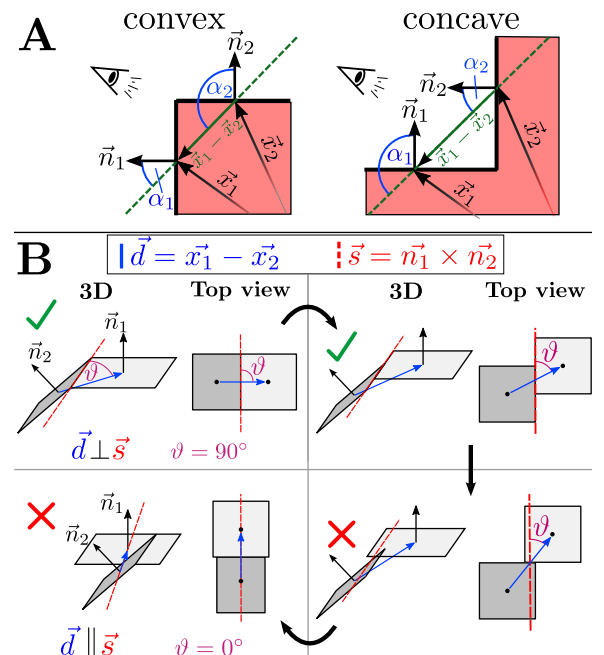 A
convex
concave
n⃗₂
α₂
n⃗₁
x⃗₁ − x⃗₂
x⃗₂
α₁
x⃗₁
n⃗₁
n⃗₂
α₂
α₁
x⃗₁ − x⃗₂
x⃗₂
x⃗₁
B
d⃗ = x⃗₁ − x⃗₂
s⃗ = n⃗₁ × n⃗₂
3D
Top view
n⃗₁
n⃗₂
ϑ
ϑ
d⃗ ⊥ s⃗
ϑ = 90°
3D
Top view
ϑ
n⃗₁
n⃗₂
d⃗ ∥ s⃗
ϑ = 0°
ϑ